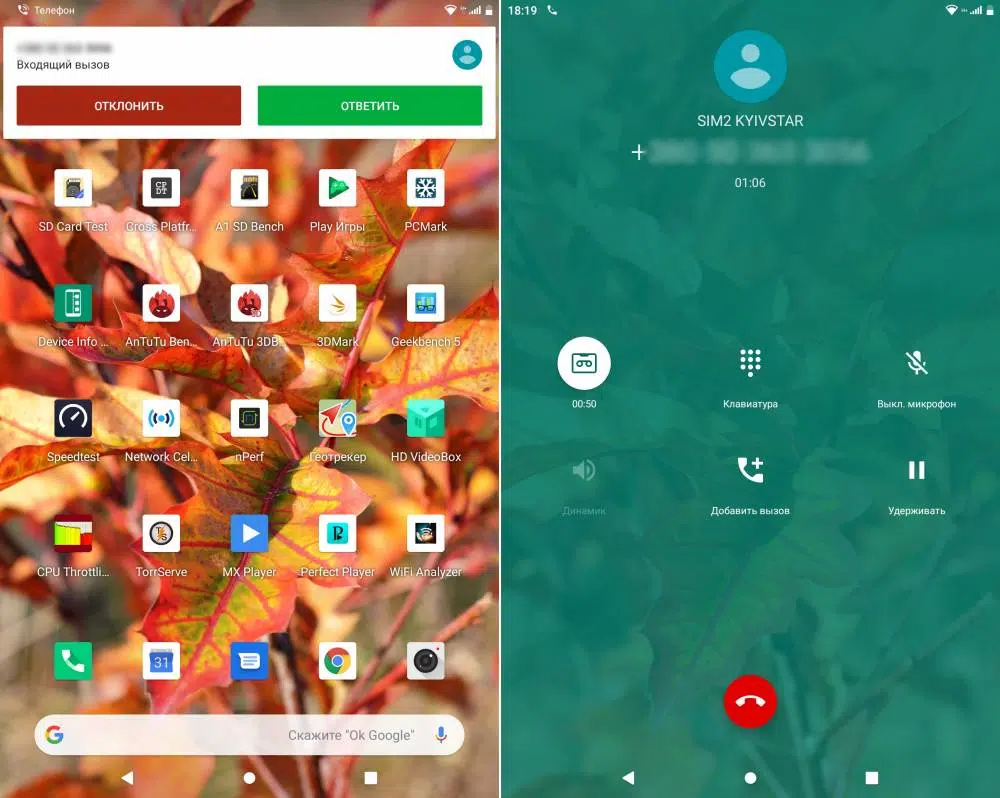 Телефон
Входящий вызов
ОТКЛОНИТЬ
ОТВЕТИТЬ
SD Card Test
Cross Platfr...
A1 SD Bench
Play Игры
PCMark
Device Info ...
AnTuTu Ben...
AnTuTu 3DB...
3DMark
Geekbench 5
Speedtest
Network Cel...
nPerf
Геотрекер
HD VideoBox
CPU Throttli...
TorrServe
MX Player
Perfect Player
WiFi Analyzer
31
Скажите "Ok Google"
18:19
SIM2 KYIVSTAR
01:06
00:50
Клавиатура
Выкл. микрофон
Динамик
Добавить вызов
Удерживать